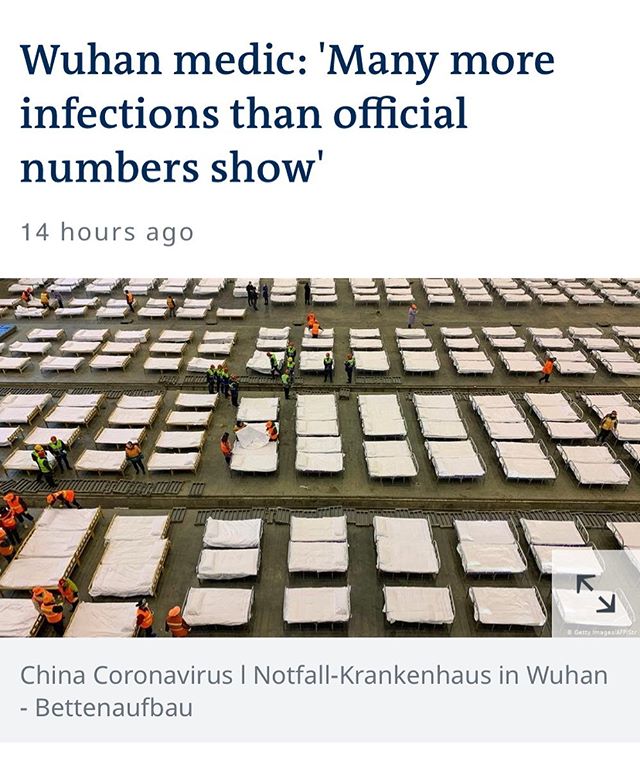 Wuhan medic: 'Many more
infections than official
numbers show'
14 hours ago
© Getty Images/AFP/Str
China Coronavirus l Notfall-Krankenhaus in Wuhan
- Bettenaufbau